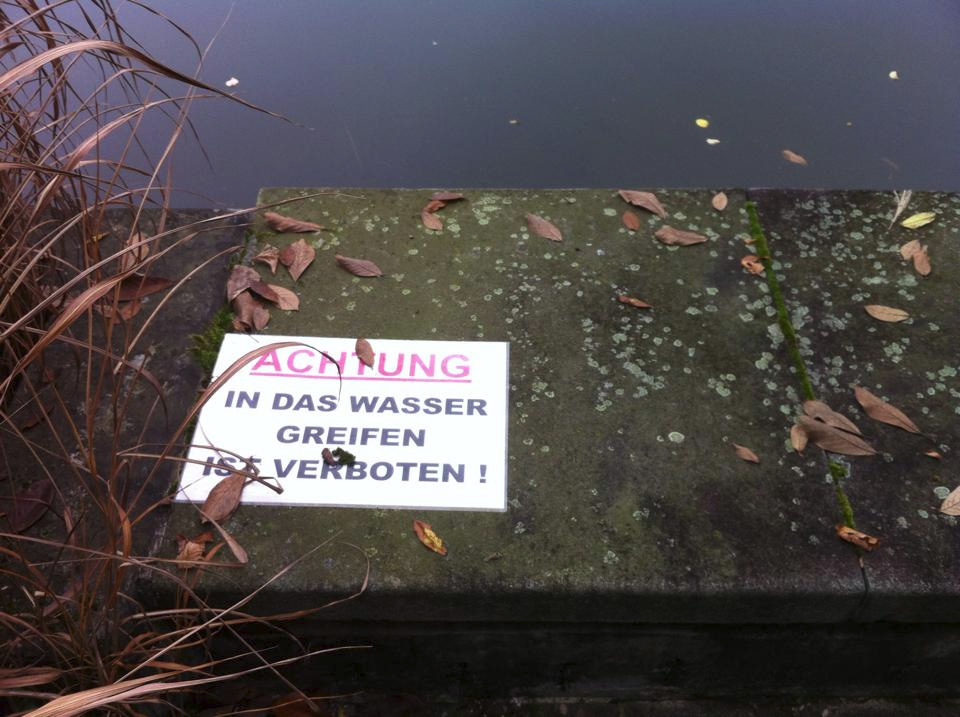 ACHTUNG
IN DAS WASSER
GREIFEN
IST VERBOTEN !